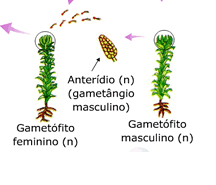 Anterídio (n)
(gametângio
masculino)
Gametófito
feminino (n)
Gametófito
masculino (n)